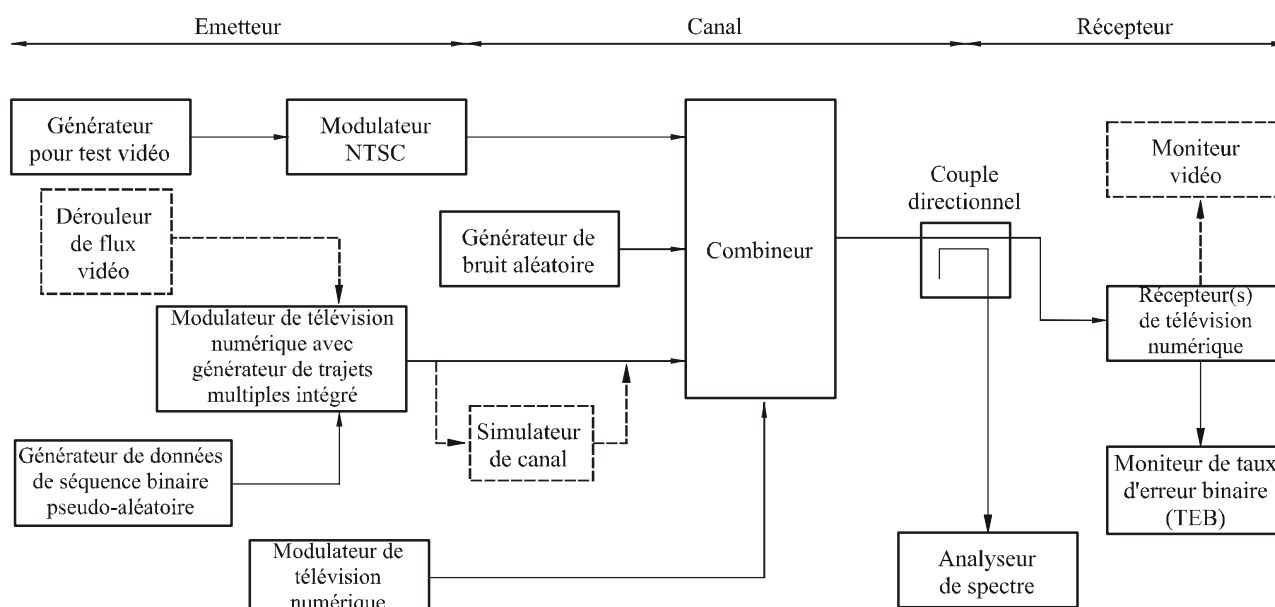 Emetteur
Canal
Récepteur
Générateur
pour test vidéo
Modulateur
NTSC
Moniteur
vidéo
Dérouleur
de flux
vidéo
Générateur de
bruit aléatoire
Combineur
Couple
directionnel
Modulateur de télévision
numérique avec
générateur de trajets
multiples intégré
Récepteur(s)
de télévision
numérique
Simulateur
de canal
Générateur de données
de séquence binaire
pseudo-aléatoire
Moniteur de taux
d'erreur binaire
(TEB)
Modulateur de
télévision
numérique
Analyseur
de spectre